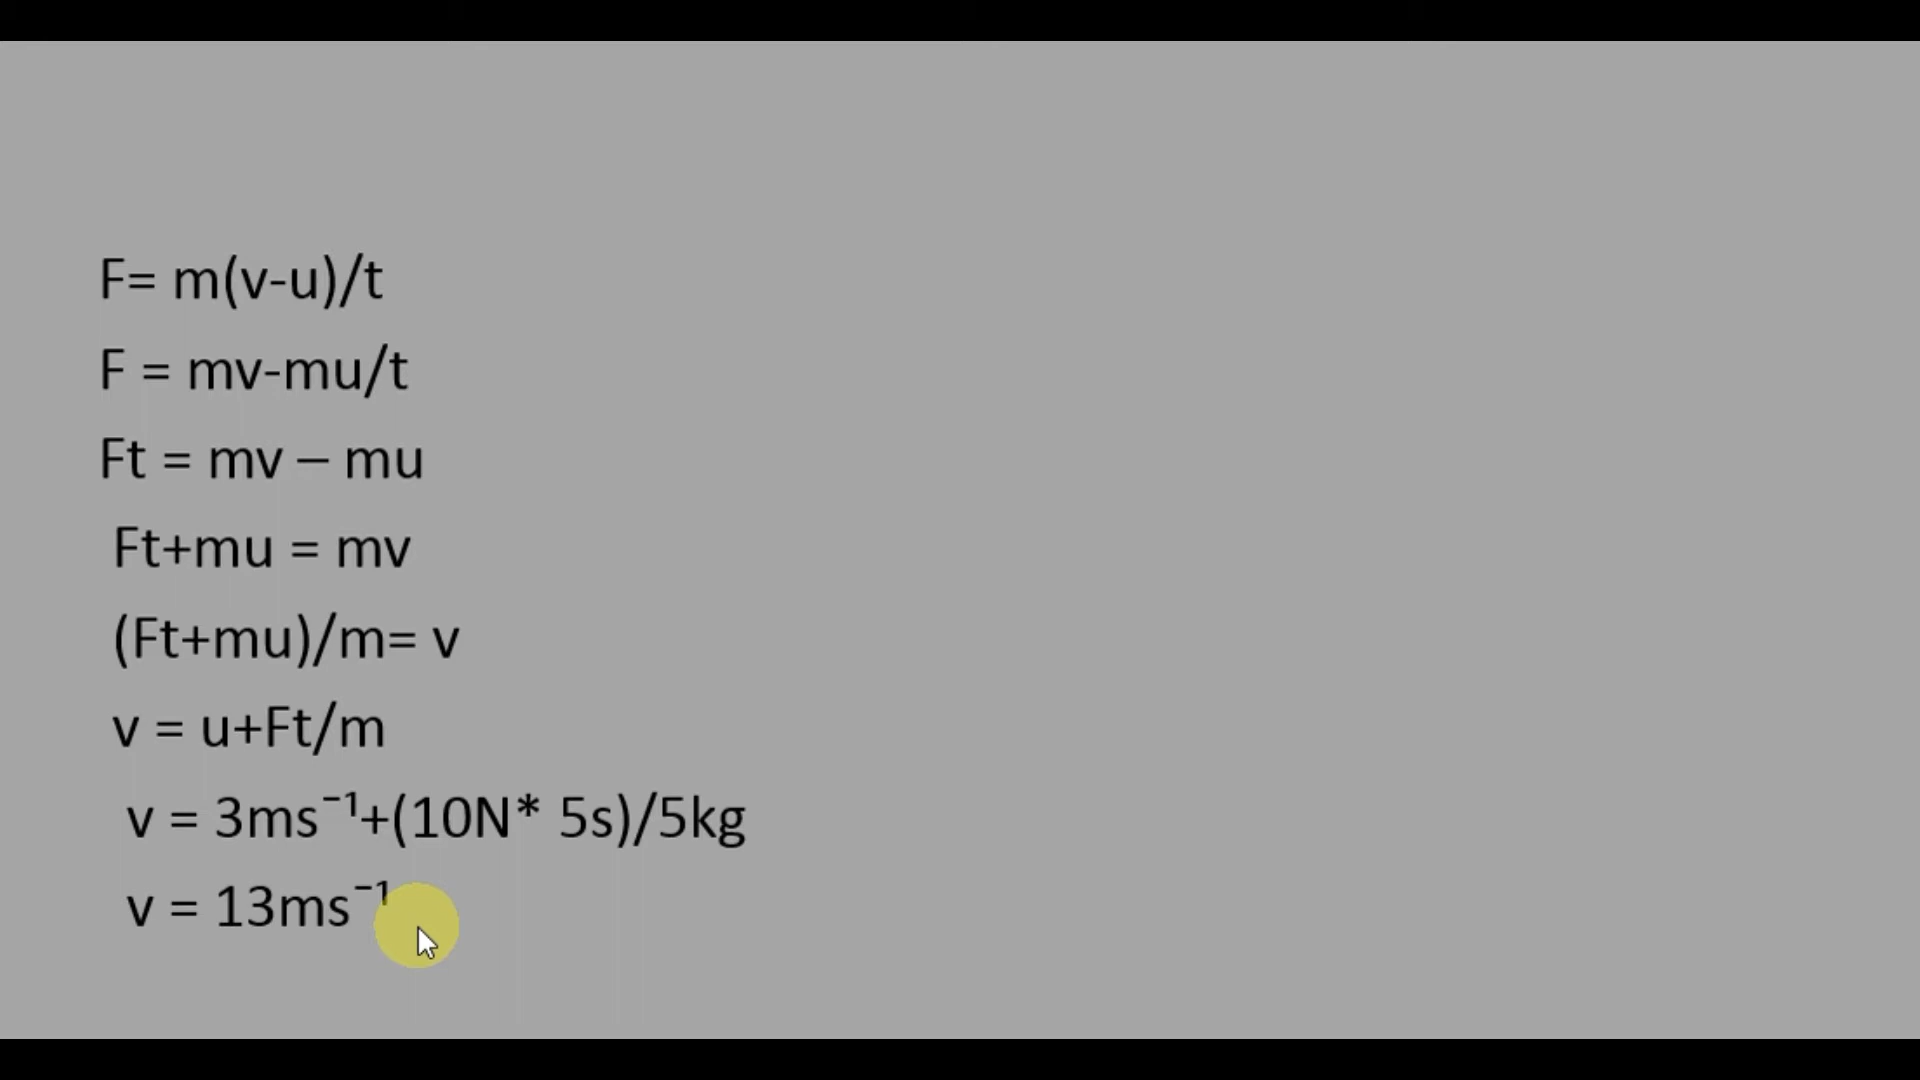 F= m(v-u)/t
F = mv-mu/t
Ft = mv – mu
Ft+mu = mv
(Ft+mu)/m= v
v = u+Ft/m
v = 3ms⁻¹+(10N* 5s)/5kg
v = 13ms⁻¹